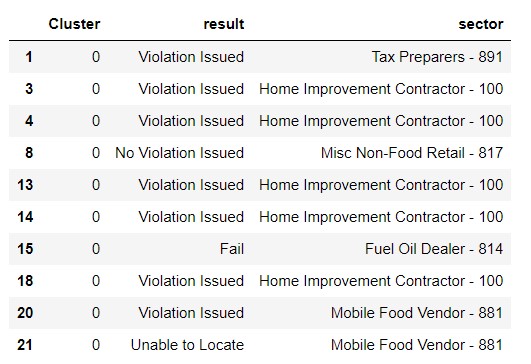 Cluster result sector
1 0 Violation Issued Tax Preparers - 891
3 0 Violation Issued Home Improvement Contractor - 100
4 0 Violation Issued Home Improvement Contractor - 100
8 0 No Violation Issued Misc Non-Food Retail - 817
13 0 Violation Issued Home Improvement Contractor - 100
14 0 Violation Issued Home Improvement Contractor - 100
15 0 Fail Fuel Oil Dealer - 814
18 0 Violation Issued Home Improvement Contractor - 100
20 0 Violation Issued Mobile Food Vendor - 881
21 0 Unable to Locate Mobile Food Vendor - 881